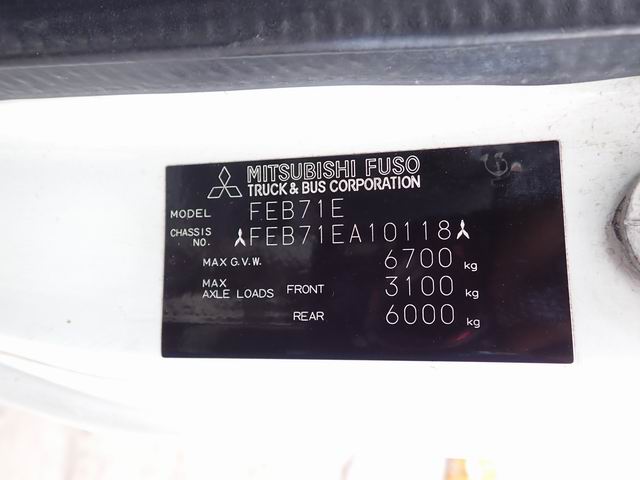 MITSUBISHI FUSO
TRUCK & BUS CORPORATION
MODEL FEB71E
CHASSIS NO. FEB71EA10118
MAX G.V.W. 6700 kg
MAX AXLE LOADS FRONT 3100 kg
REAR 6000 kg